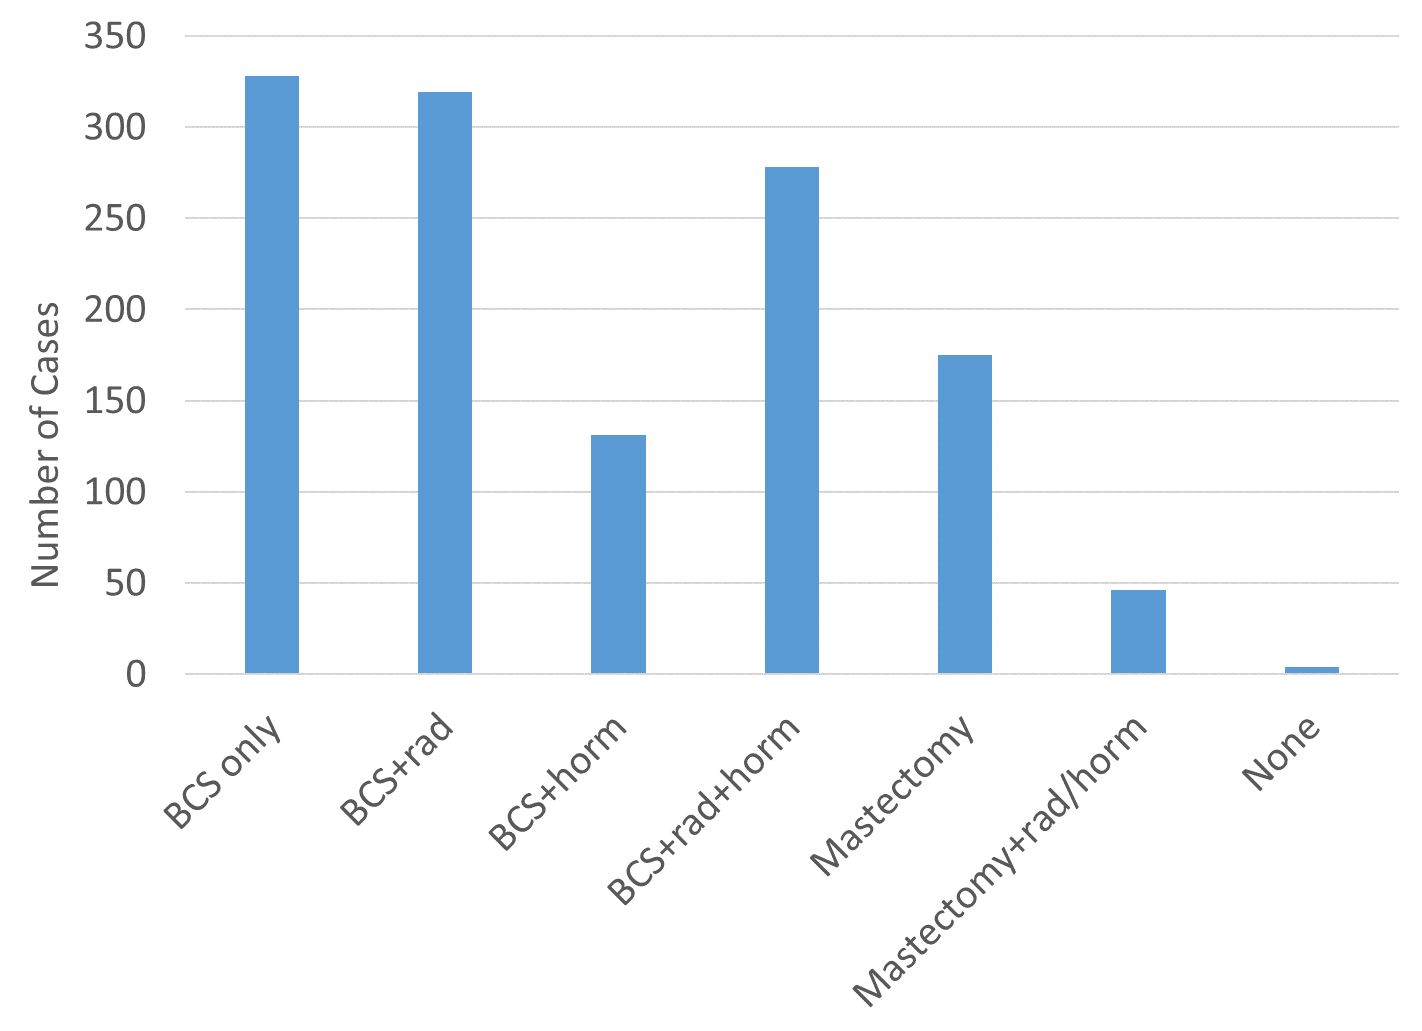 350
300
250
200
150
100
50
0
Number of Cases
BCS only
BCS+rad
BCS+horm
BCS+rad+horm
Mastectomy
Mastectomy+rad/horm
None